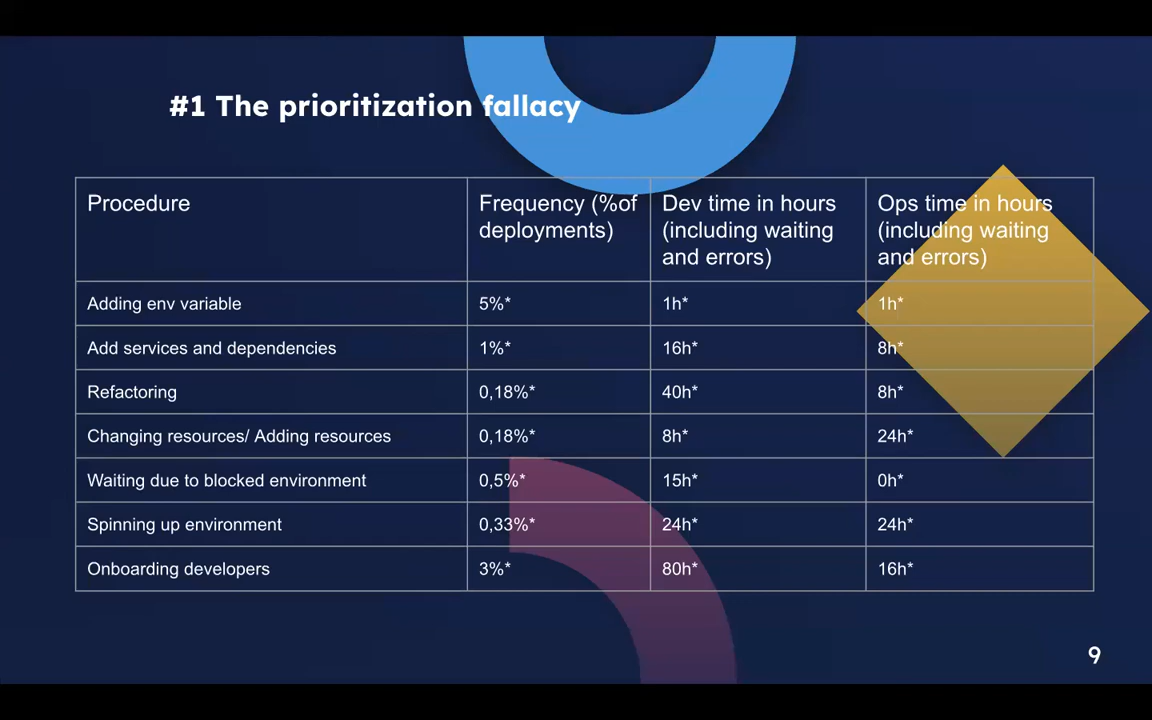 #1 The prioritization fallacy
Procedure
Frequency (%of
deployments)
Dev time in hours
(including waiting
and errors)
Ops time in hours
(including waiting
and errors)
Adding env variable
5%*
1h*
1h*
Add services and dependencies
1%*
16h*
8h*
Refactoring
0,18%*
40h*
8h*
Changing resources/ Adding resources
0,18%*
8h*
24h*
Waiting due to blocked environment
0,5%*
15h*
0h*
Spinning up environment
0,33%*
24h*
24h*
Onboarding developers
3%*
80h*
16h*
9